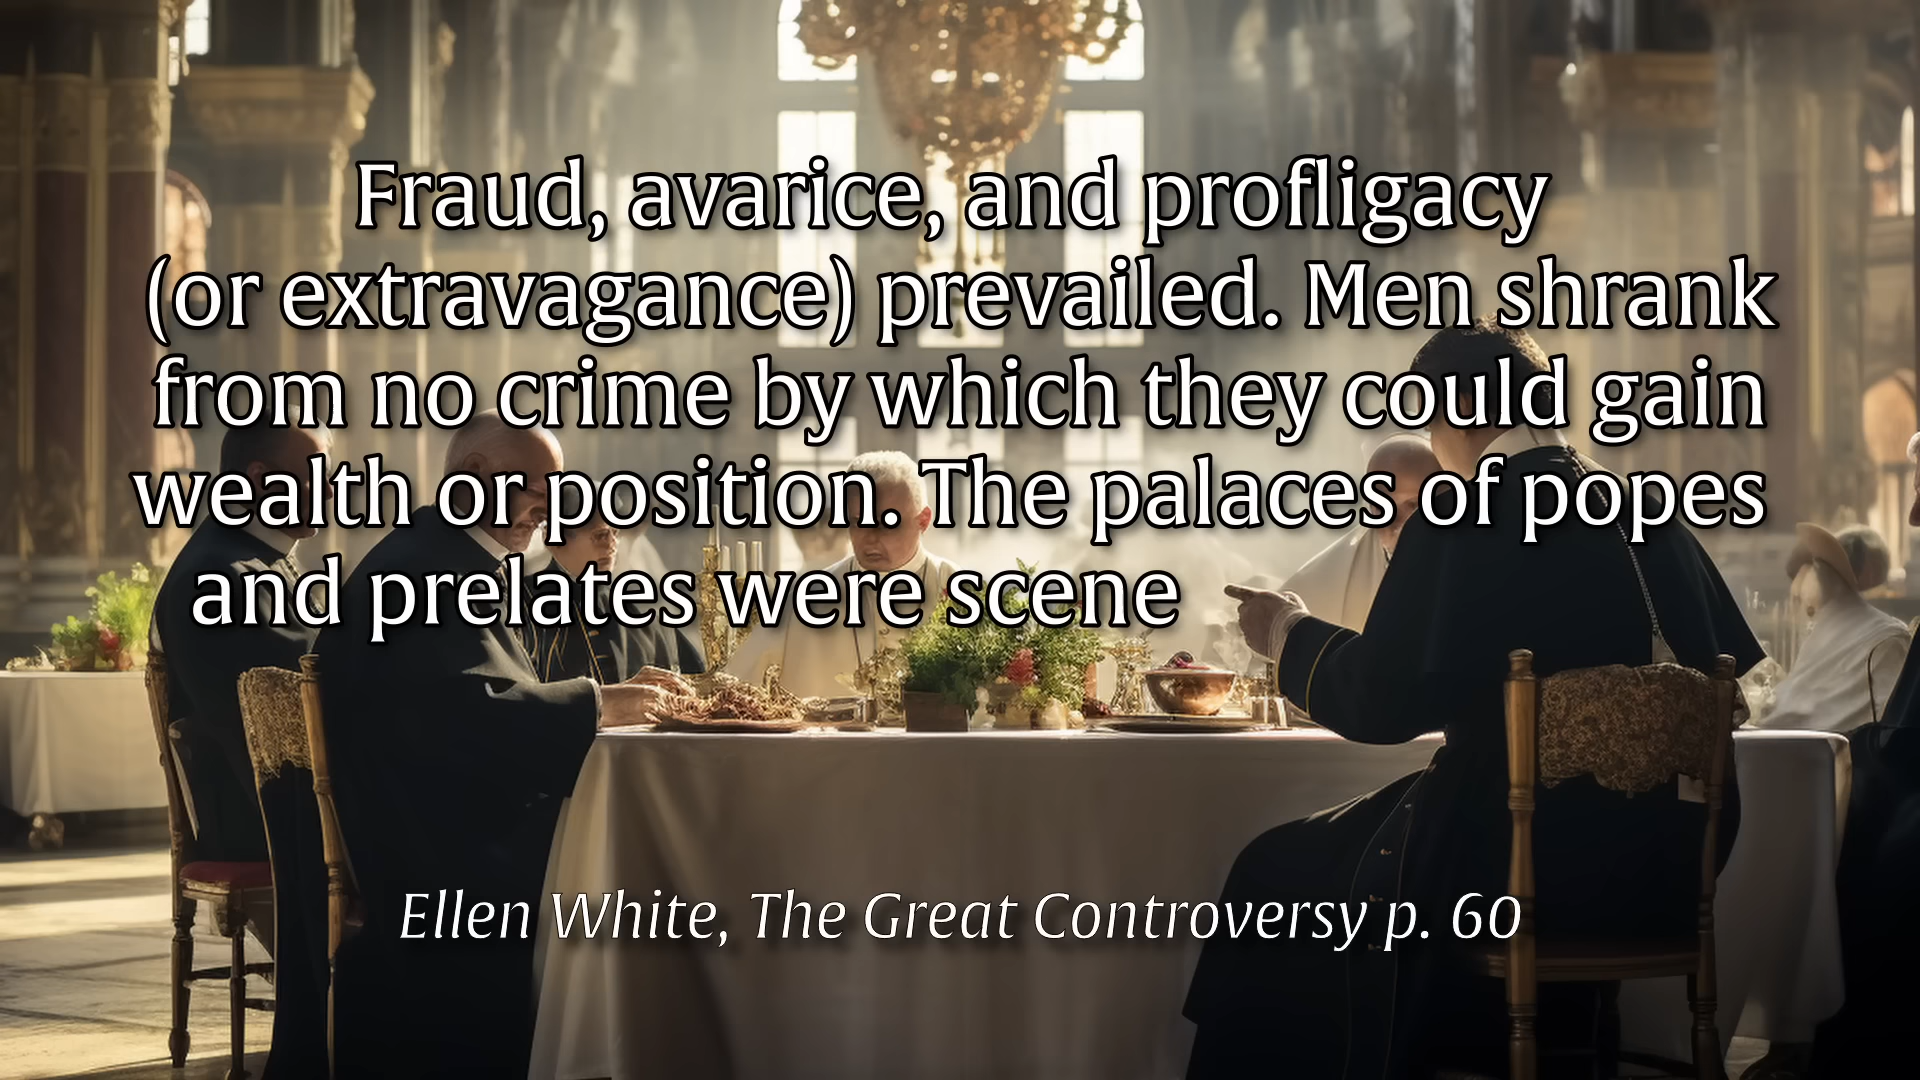 Fraud, avarice, and profligacy
(or extravagance) prevailed. Men shrank
from no crime by which they could gain
wealth or position. The palaces of popes
and prelates were scene
Ellen White, The Great Controversy p. 60